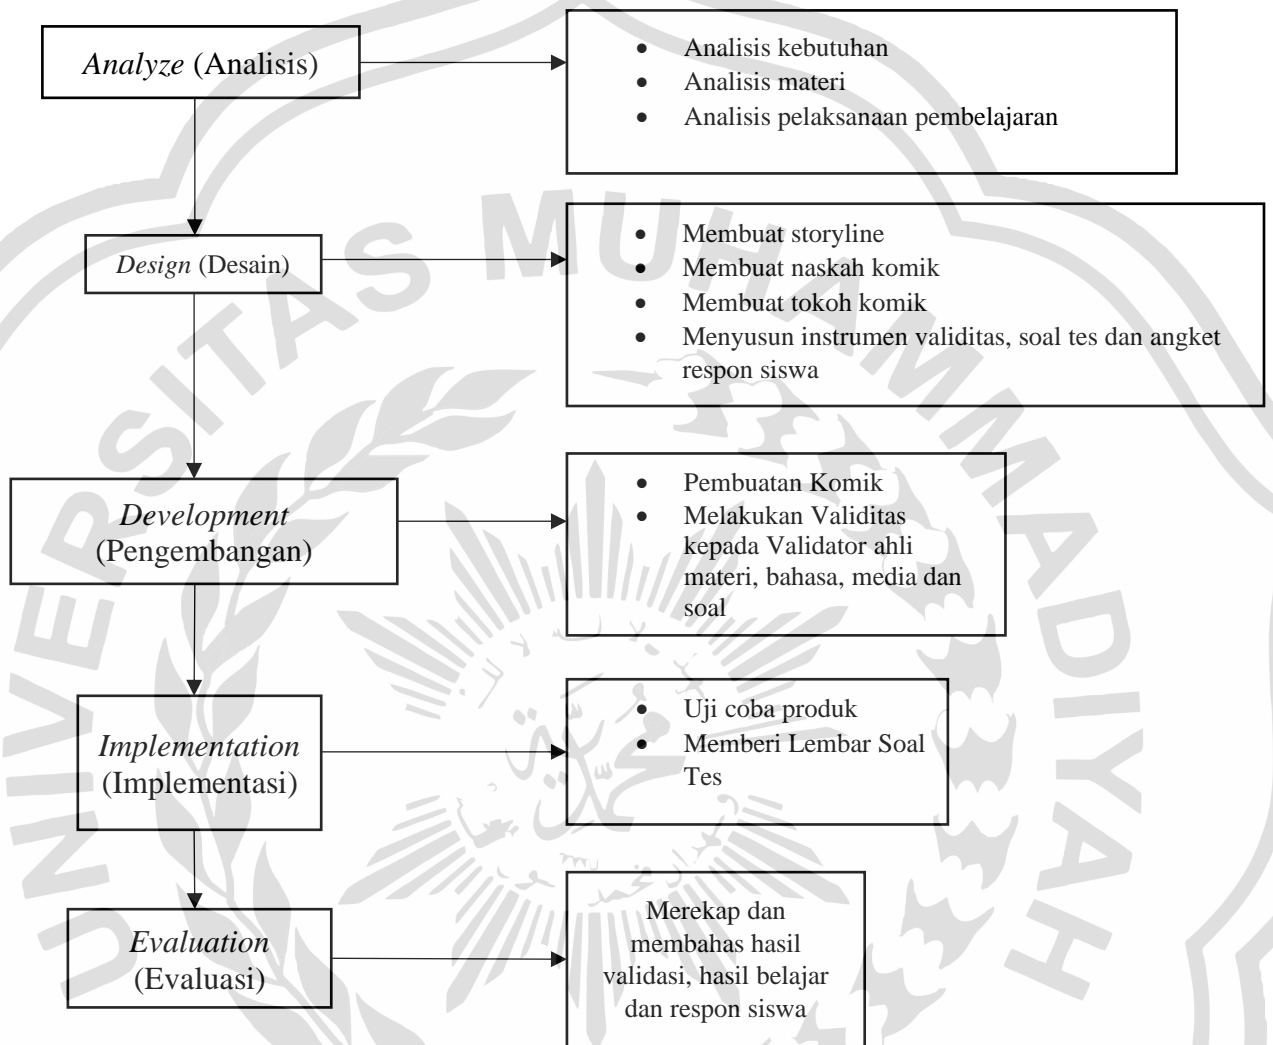 Analyze (Analisis)
• Analisis kebutuhan
• Analisis materi
• Analisis pelaksanaan pembelajaran
Design (Desain)
• Membuat storyline
• Membuat naskah komik
• Membuat tokoh komik
• Menyusun instrumen validitas, soal tes dan angket
respon siswa
Development
(Pengembangan)
• Pembuatan Komik
• Melakukan Validitas
kepada Validator ahli
materi, bahasa, media dan
soal
Implementation
(Implementasi)
• Uji coba produk
• Memberi Lembar Soal
Tes
Evaluation
(Evaluasi)
Merekap dan
membahas hasil
validasi, hasil belajar
dan respon siswa
UNIVERSITAS MUHAMMADIYAH